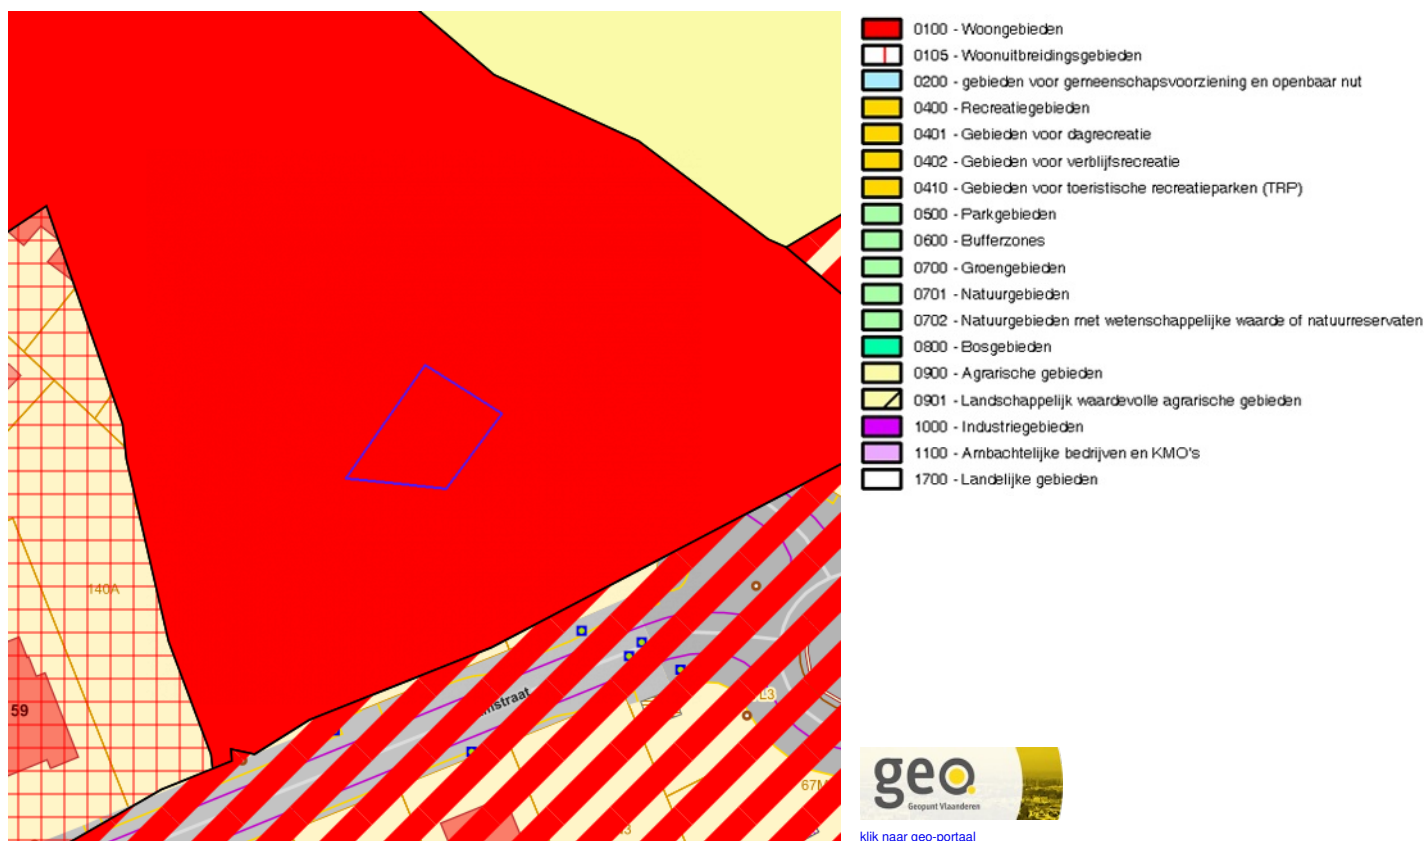 0100 - Woongebieden
0105 - Woonuitbreidingsgebieden
0200 - gebieden voor gemeenschapsvoorziening en openbaar nut
0400 - Recreatiegebieden
0401 - Gebieden voor dagrecreatie
0402 - Gebieden voor verblijfsrecreatie
0410 - Gebieden voor toeristische recreatieparken (TRP)
0500 - Parkgebieden
0600 - Bufferzones
0700 - Groengebieden
0701 - Natuurgebieden
0702 - Natuurgebieden met wetenschappelijke waarde of natuurreservaten
0800 - Bosgebieden
0900 - Agrarische gebieden
0901 - Landschappelijk waardevolle agrarische gebieden
1000 - Industriegebieden
1100 - Ambachtelijke bedrijven en KMO's
1700 - Landelijke gebieden
140A
59
L3
67M
geo
Geopunt Vlaanderen
klik naar geo-portaal